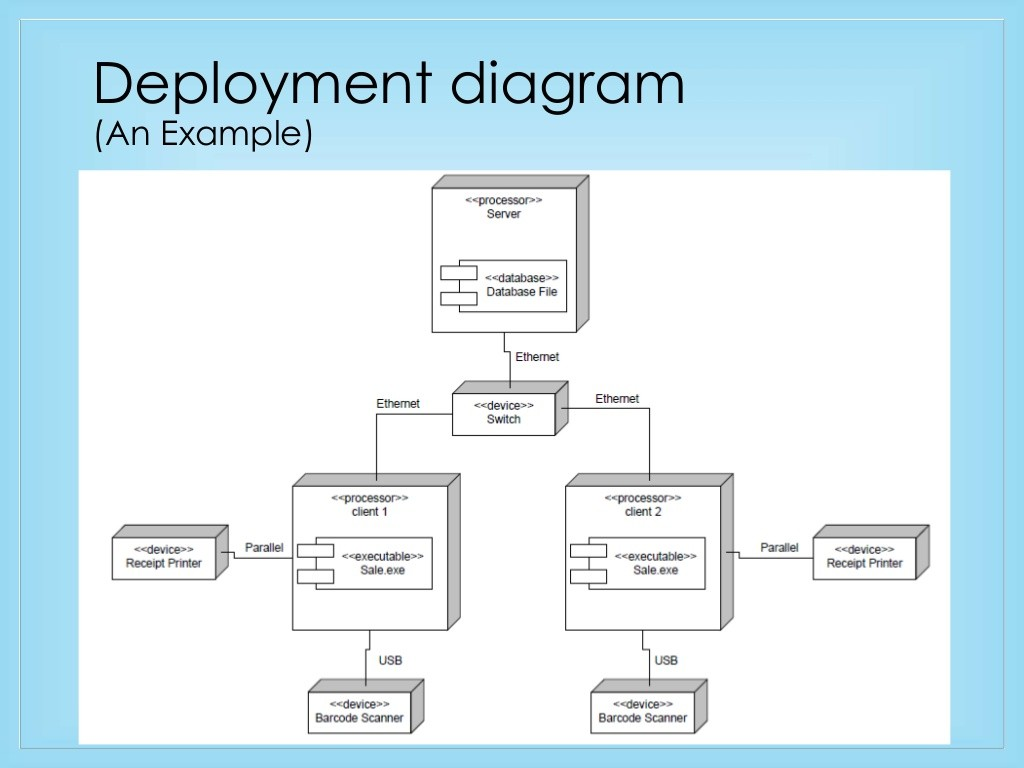 Deployment diagram
(An Example)
<<processor>>
Server
<<database>>
Database File
Ethernet
Ethernet
<<device>>
Switch
Ethernet
<<processor>>
client 1
<<executable>>
Sale.exe
<<processor>>
client 2
<<executable>>
Sale.exe
<<device>>
Receipt Printer
Parallel
Parallel
<<device>>
Receipt Printer
USB
USB
<<device>>
Barcode Scanner
<<device>>
Barcode Scanner